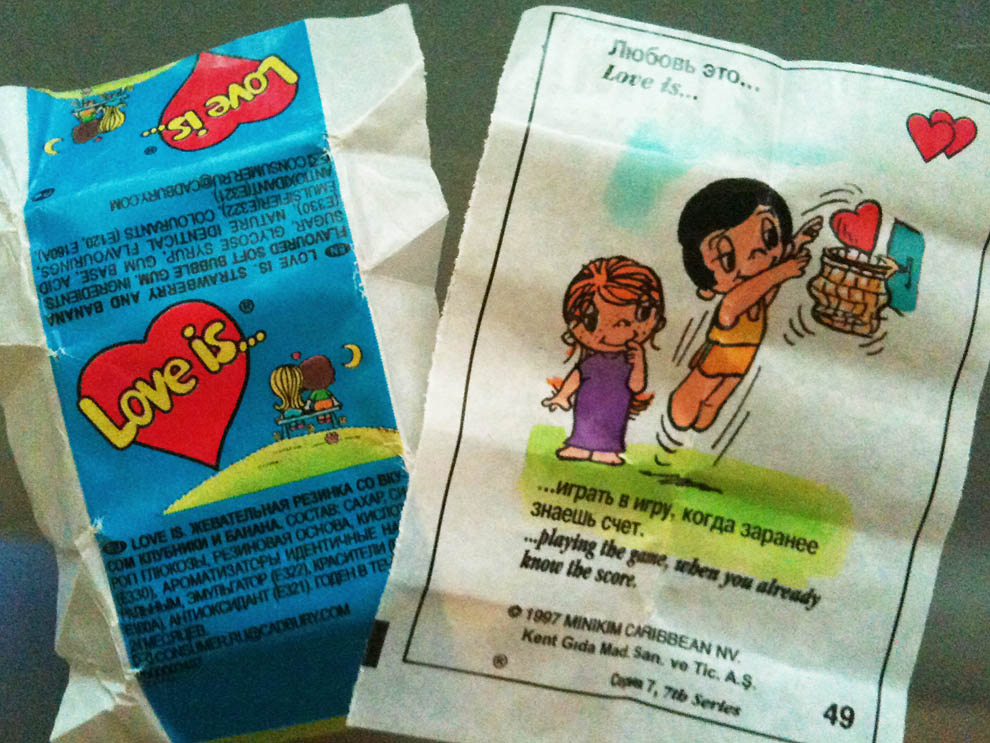 Love is...
®
E-4 CONSUMER.RU@CADBURY.COM
ANTIOXIDANT(E321)
EMULSIFIER(E322),
(E330), NATURE IDENTICAL FLAVOURINGS, COLOURANTS (E120, E160A),
SUGAR, GLUCOSE SYRUP, GUM BASE, ACID
FLAVOURED SOFT BUBBLE GUM. INGREDIENTS
LOVE IS. STRAWBERRY AND BANANA
Love is...
®
LOVE IS. ЖЕВАТЕЛЬНАЯ РЕЗИНКА СО ВКУ-
СОМ КЛУБНИКИ И БАНАНА. СОСТАВ: САХАР, СИ-
РОП ГЛЮКОЗЫ, РЕЗИНОВАЯ ОСНОВА, КИСЛО
(E330), АРОМАТИЗАТОРЫ ИДЕНТИЧНЫЕ НА
РАЛЬНЫМ, ЭМУЛЬГАТОР (E322), КРАСИТЕЛИ
E160A), АНТИОКСИДАНТ (E321). ГОДЕН В ТЕ
CONSUMER.RU@CADBURY.COM
Любовь это...
Love is...
...играть в игру, когда заранее
знаешь счет.
...playing the game, when you already
know the score.
© 1997 MINIKIM CARIBBEAN NV.
Kent Gıda Mad. San. ve Tic. A.Ş.
®
Серия 7, 7th Series
49